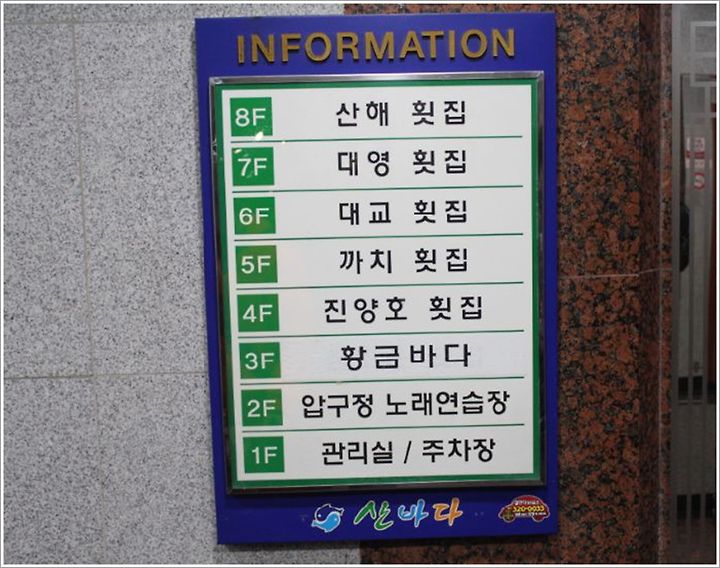 INFORMATION
8F 산해 횟집
7F 대영 횟집
6F 대교 횟집
5F 까치 횟집
4F 진양호 횟집
3F 황금바다
2F 압구정 노래연습장
1F 관리실 / 주차장
산바다
320-0033